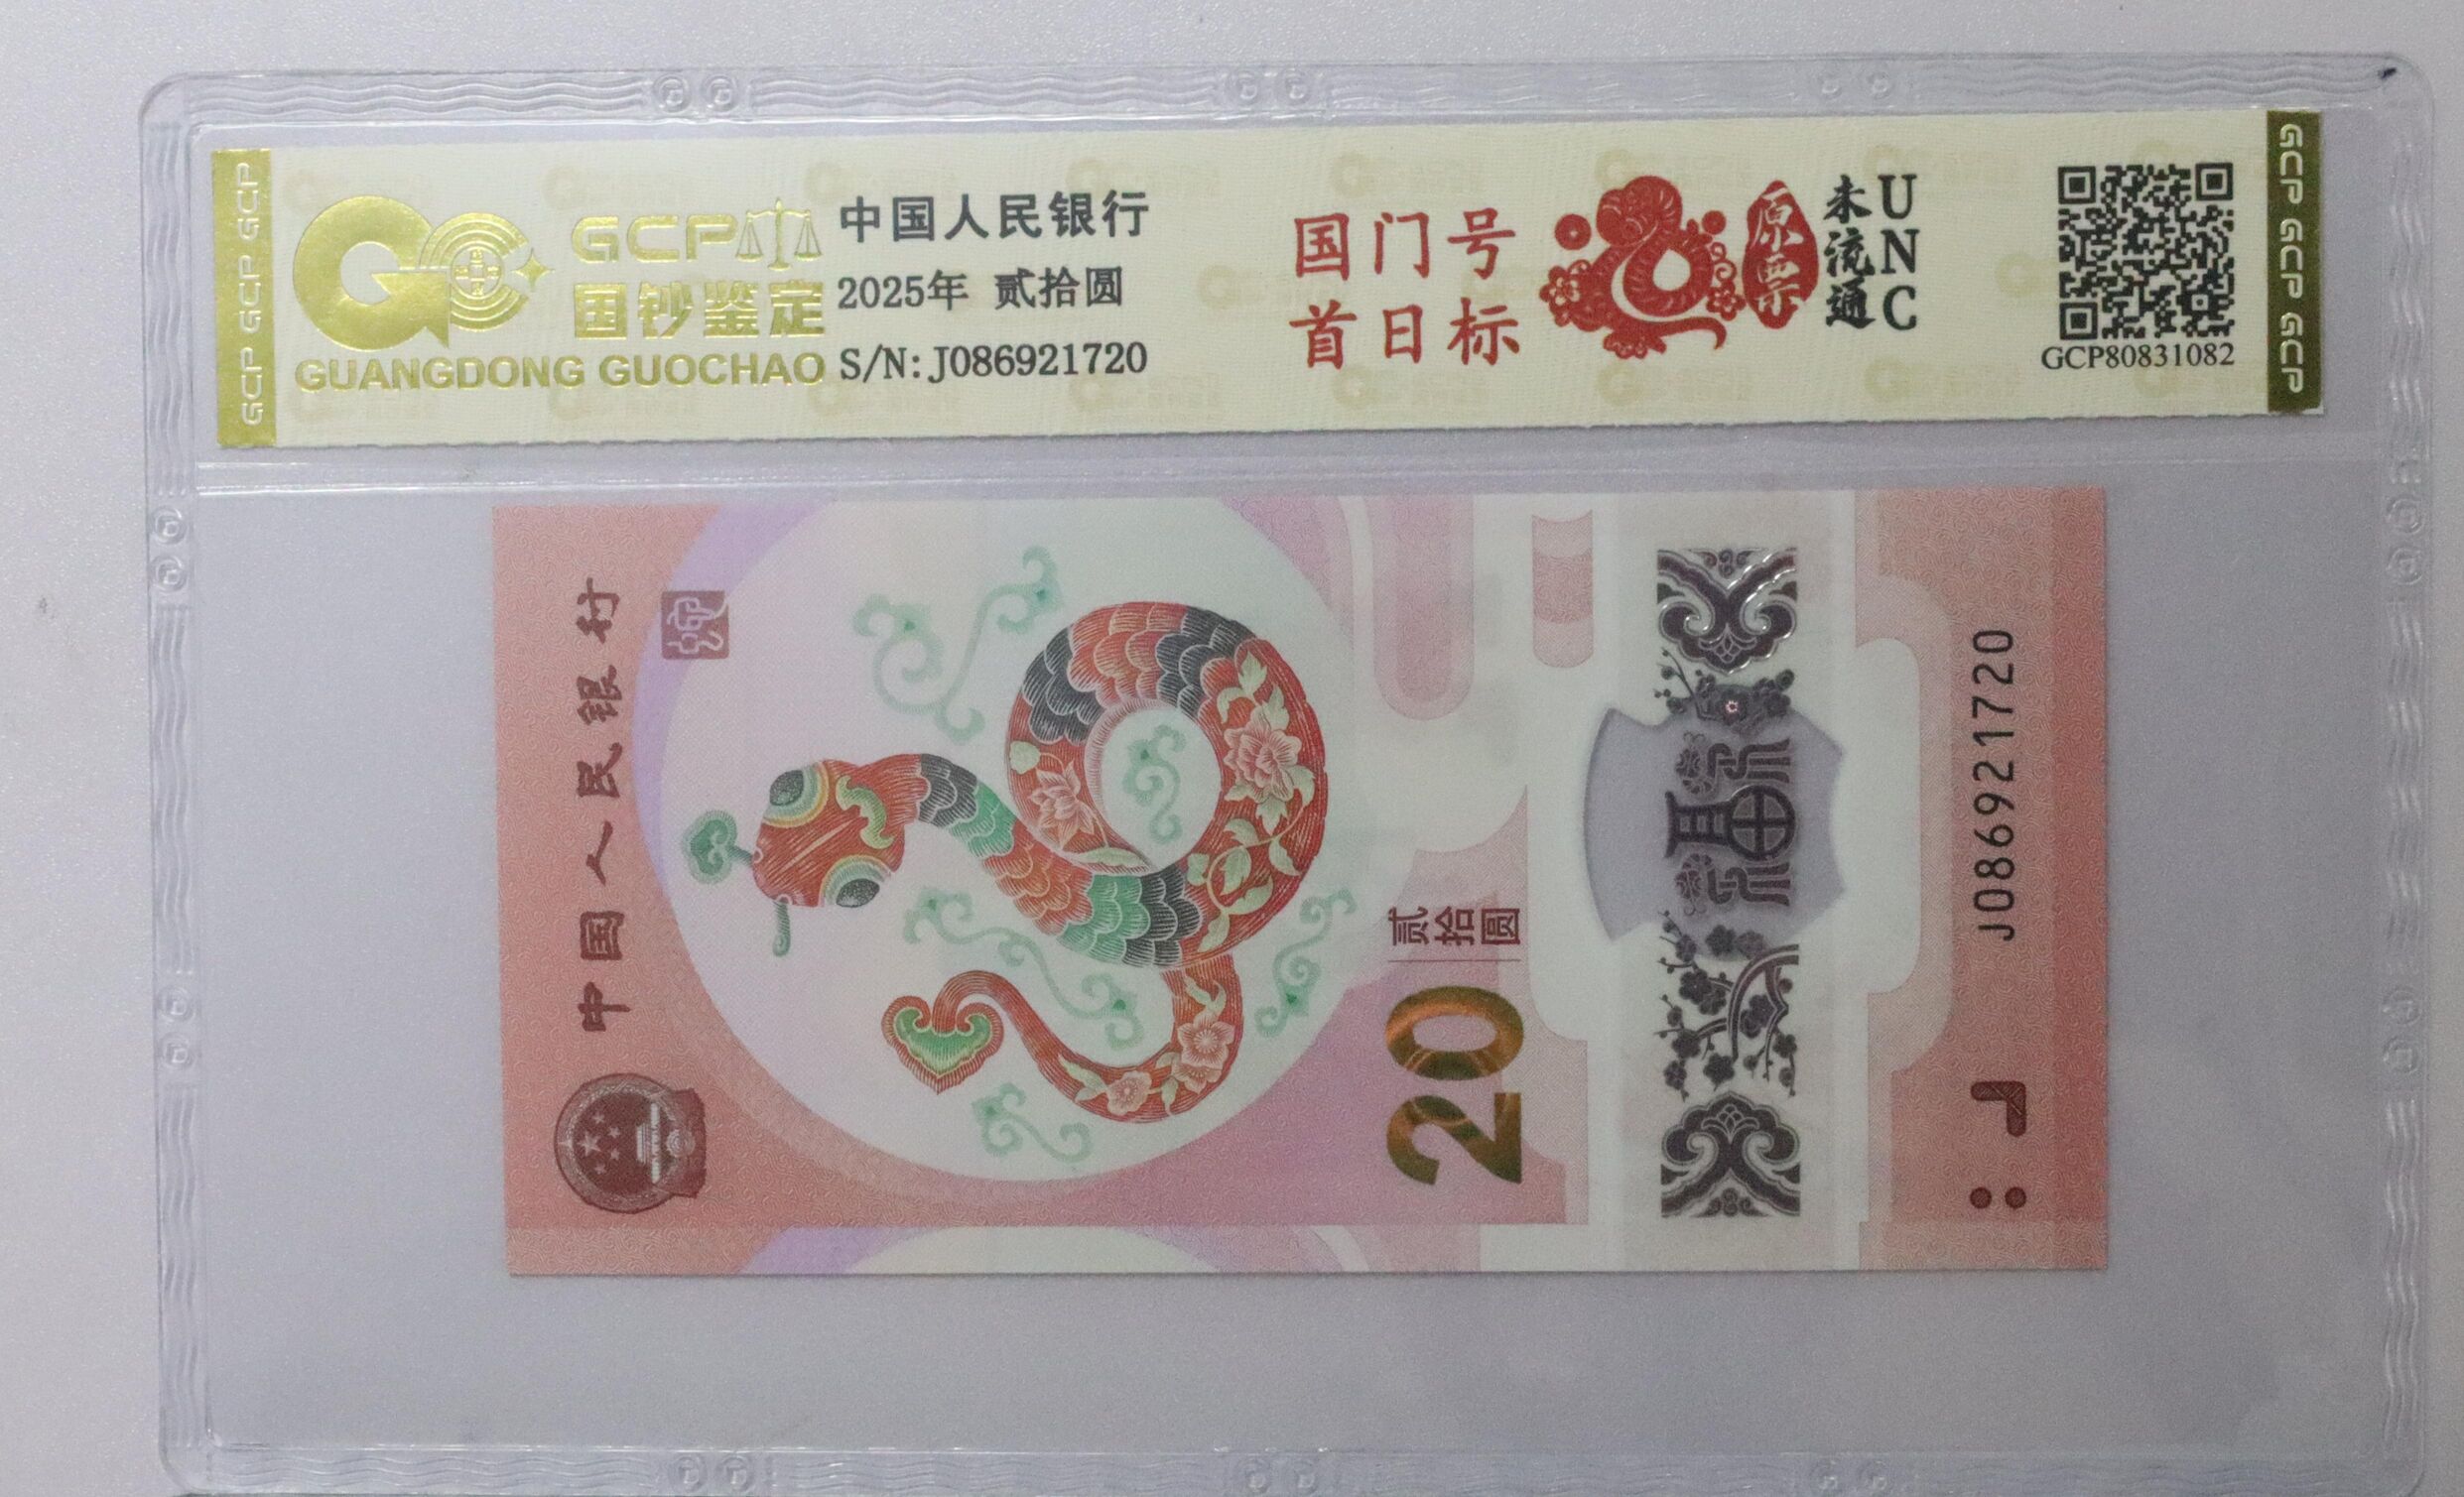 GCP GCP GCP
GCP
国钞鉴定
GUANGDONG GUOCHAO
中国人民银行
2025年 贰拾圆
S/N: J086921720
国门号
首日标
原票
未流通
UNC
GCP80831082
GCP GCP GCP
中国人民银行
20
贰拾圆
福
J086921720